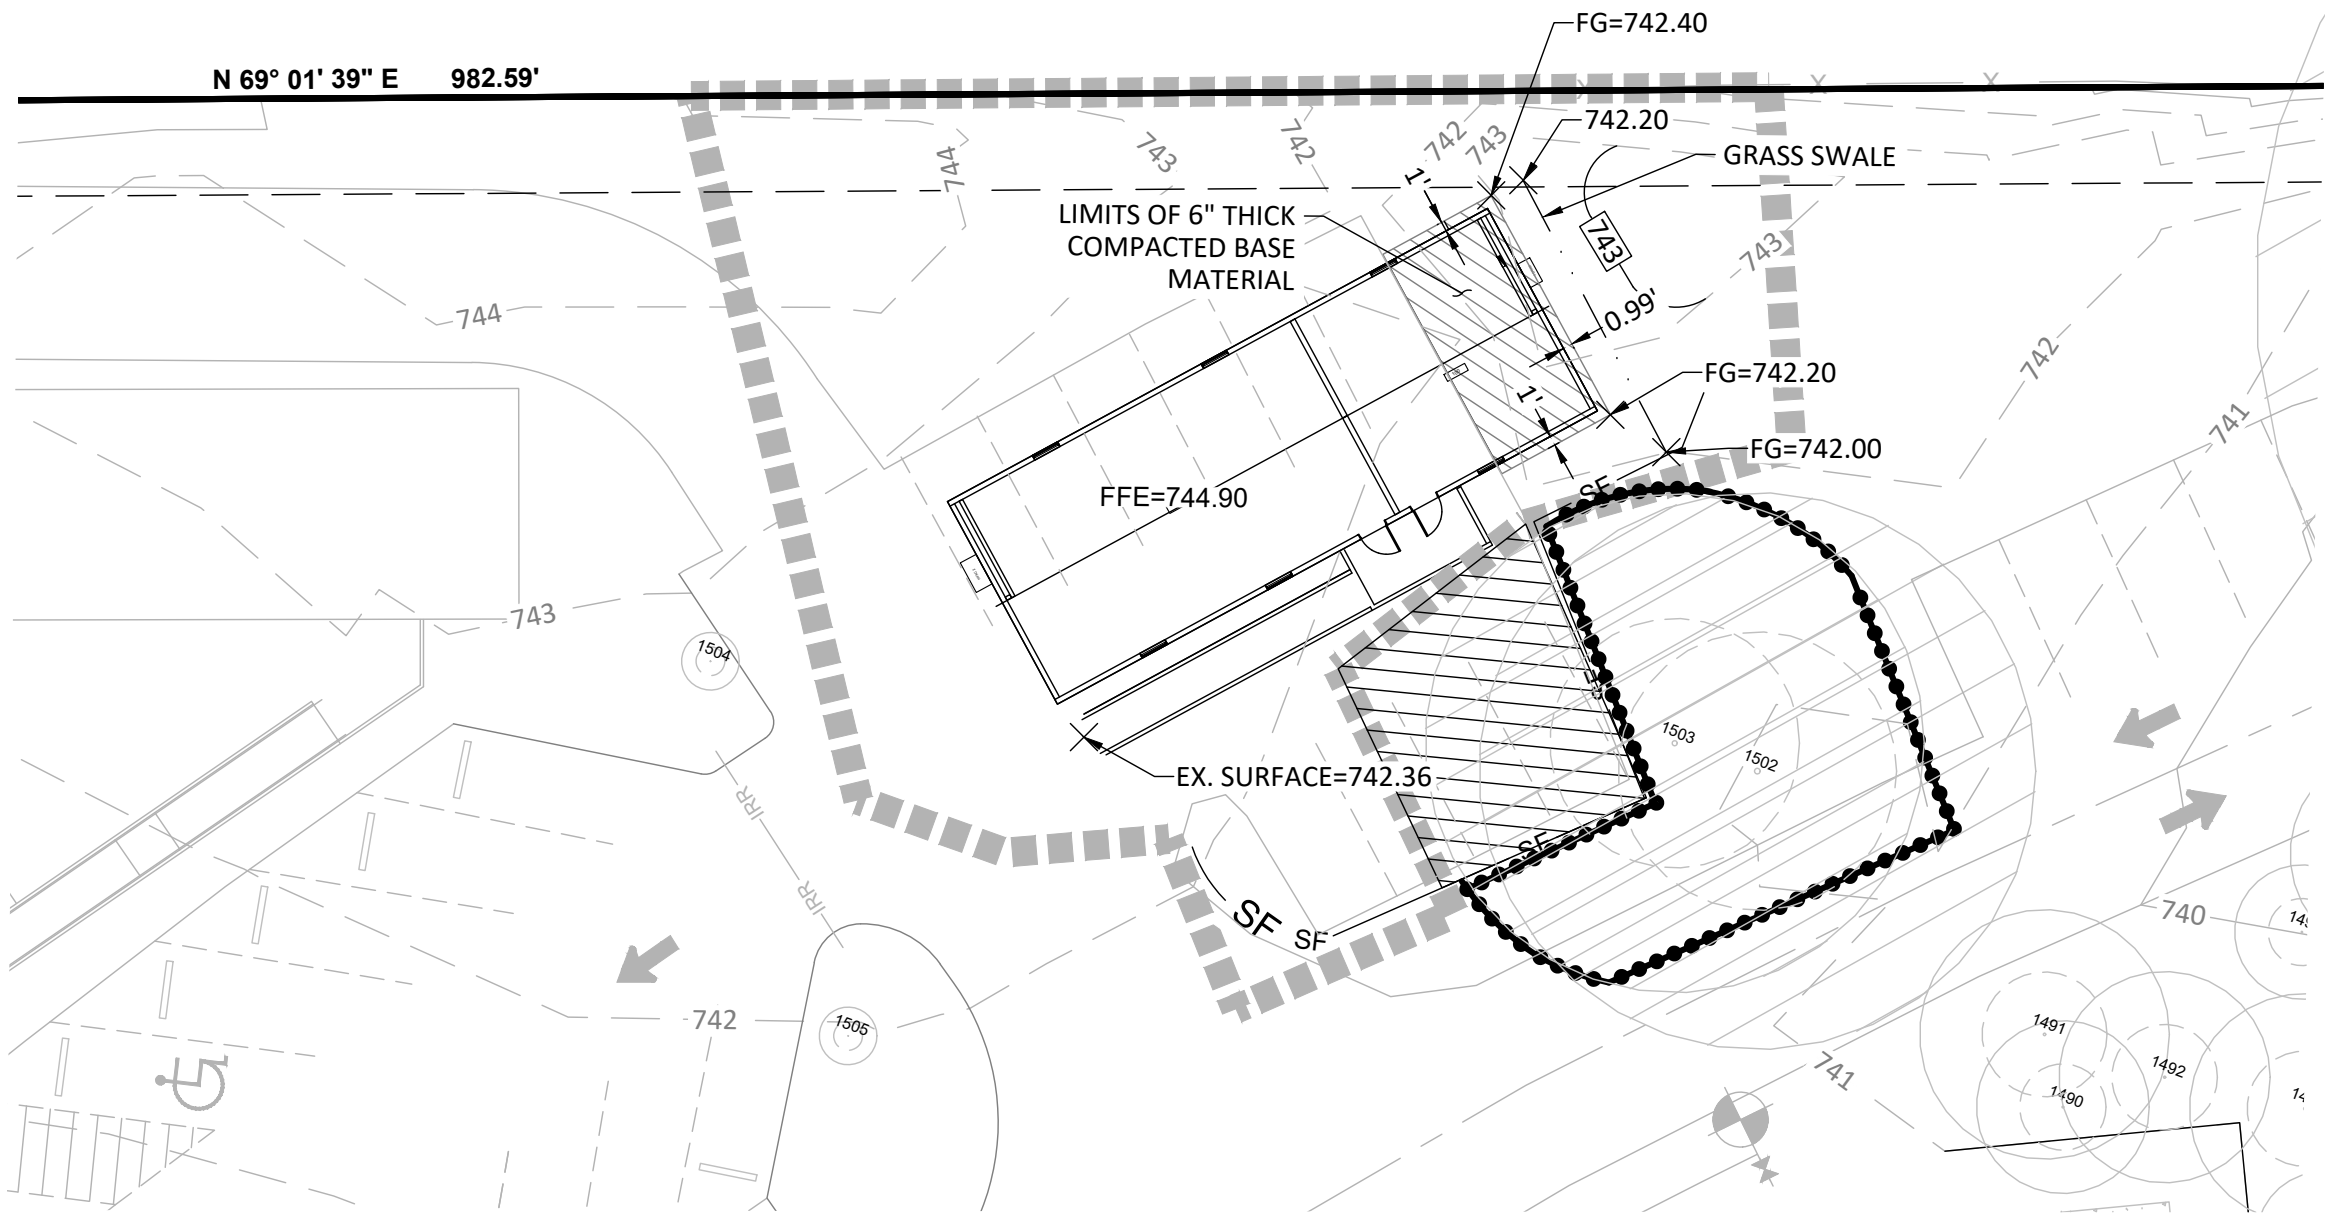 FG=742.40
N 69° 01' 39" E 982.59'
X X X
742.20
744
743
742
742
743
GRASS SWALE
1'
LIMITS OF 6" THICK
COMPACTED BASE
MATERIAL
743
743
744
0.99'
742
FG=742.20
1'
741
FG=742.00
FFE=744.90
SF
743
1504
SF
1503
1502
EX. SURFACE=742.36
IRR
SF
IRR
SF
SF
740
742
1505
1491
741
1492
1490